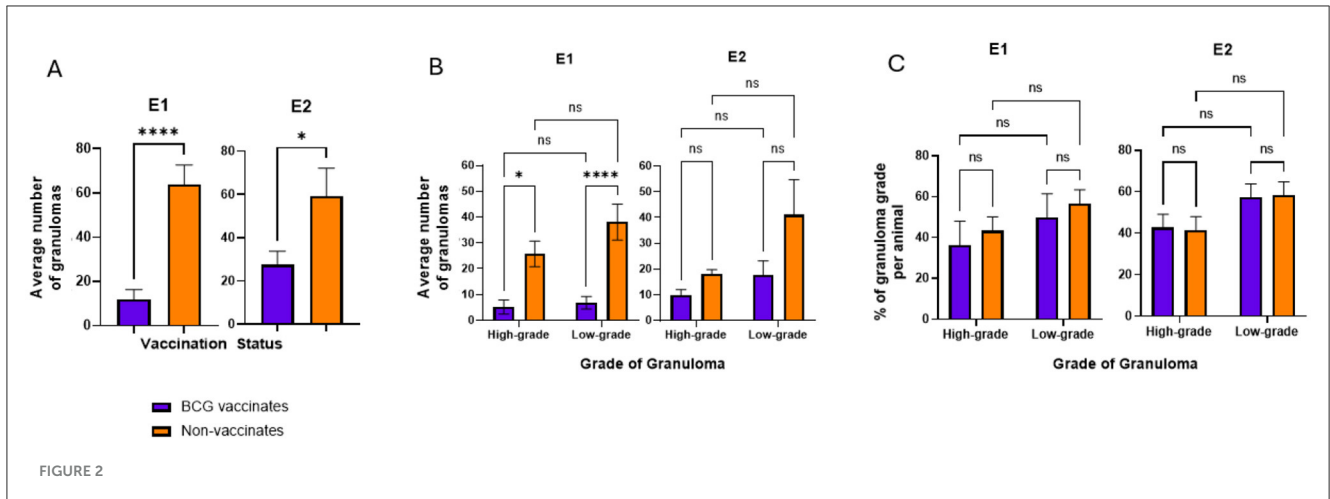 A
E1
E2
****
*
80
60
40
20
0
80
60
40
20
0
Average number
of granulomas
Vaccination Status
BCG vaccinates
Non-vaccinates
B
E1
E2
ns
ns
*
****
60
50
40
30
20
10
0
High-grade
Low-grade
ns
ns
ns
ns
60
50
40
30
20
10
0
High-grade
Low-grade
Average number
of granulomas
Grade of Granuloma
C
E1
E2
ns
ns
ns
ns
80
60
40
20
0
High-grade
Low-grade
ns
ns
ns
ns
80
60
40
20
0
High-grade
Low-grade
% of granuloma grade
per animal
Grade of Granuloma
FIGURE 2